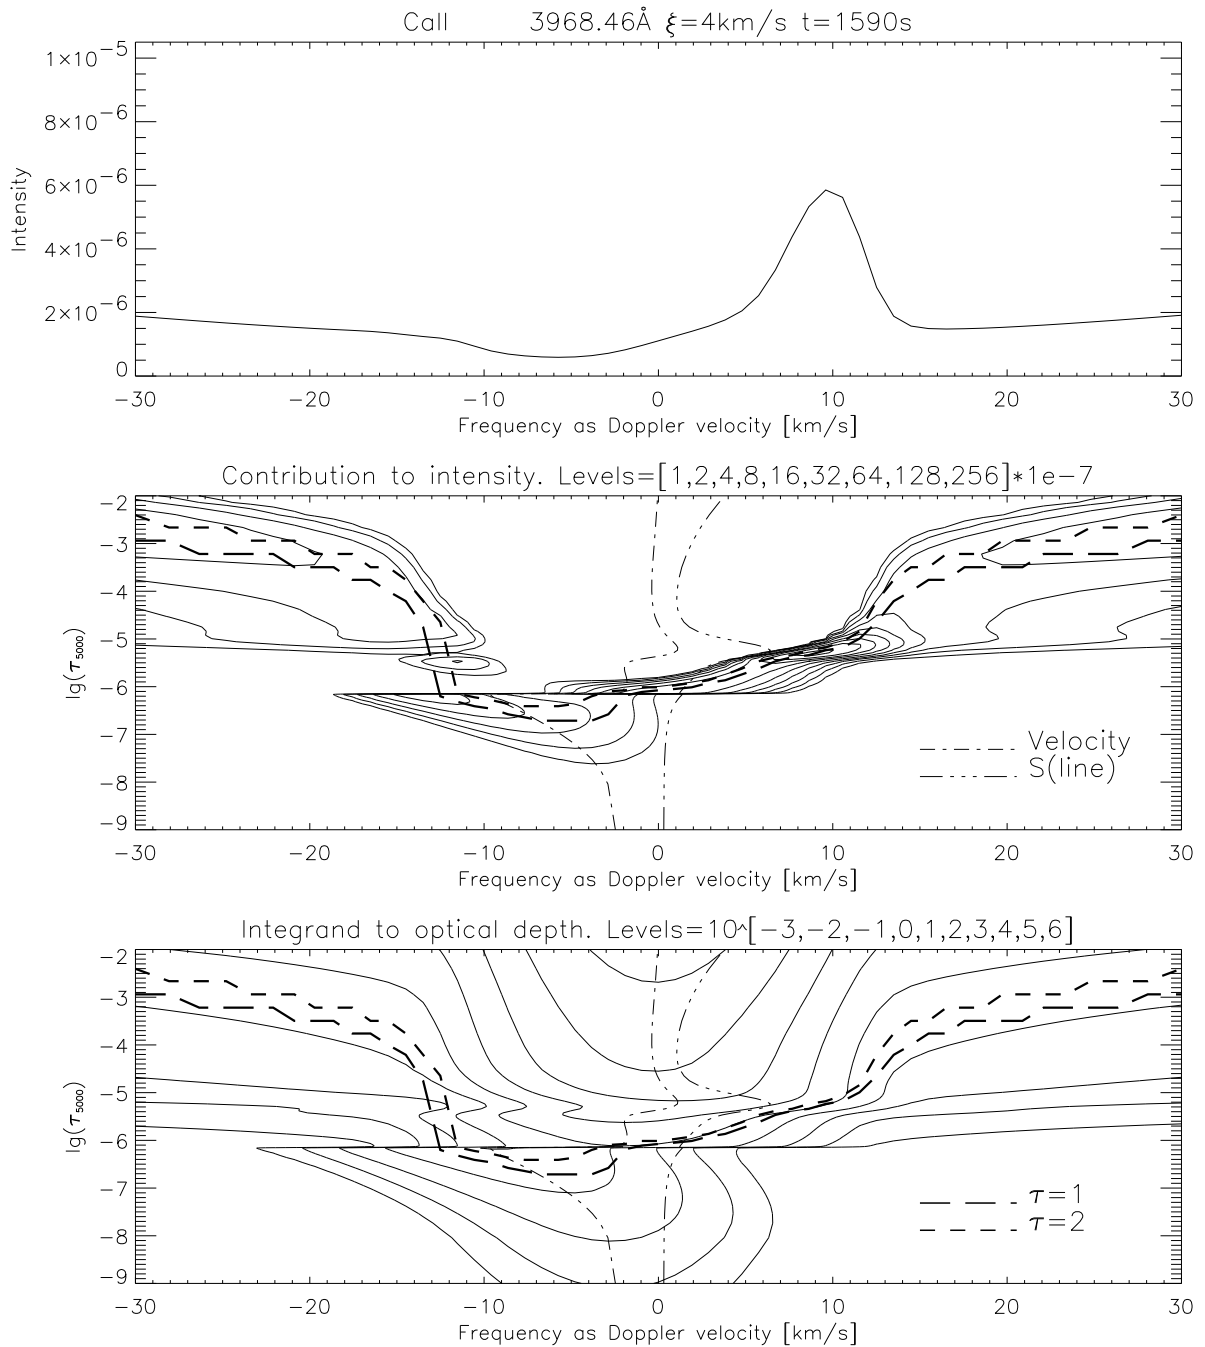 CaII 3968.46Å ξ=4km/s t=1590s
1×10⁻⁵
8×10⁻⁶
6×10⁻⁶
4×10⁻⁶
2×10⁻⁶
0
Intensity
−30 −20 −10 0 10 20 30
Frequency as Doppler velocity [km/s]
Contribution to intensity. Levels=[1,2,4,8,16,32,64,128,256]*1e−7
−2
−3
−4
−5
−6
−7
−8
−9
lg(τ₅₀₀₀)
Velocity
S(line)
−30 −20 −10 0 10 20 30
Frequency as Doppler velocity [km/s]
Integrand to optical depth. Levels=10^[−3,−2,−1,0,1,2,3,4,5,6]
−2
−3
−4
−5
−6
−7
−8
−9
lg(τ₅₀₀₀)
τ=1
τ=2
−30 −20 −10 0 10 20 30
Frequency as Doppler velocity [km/s]